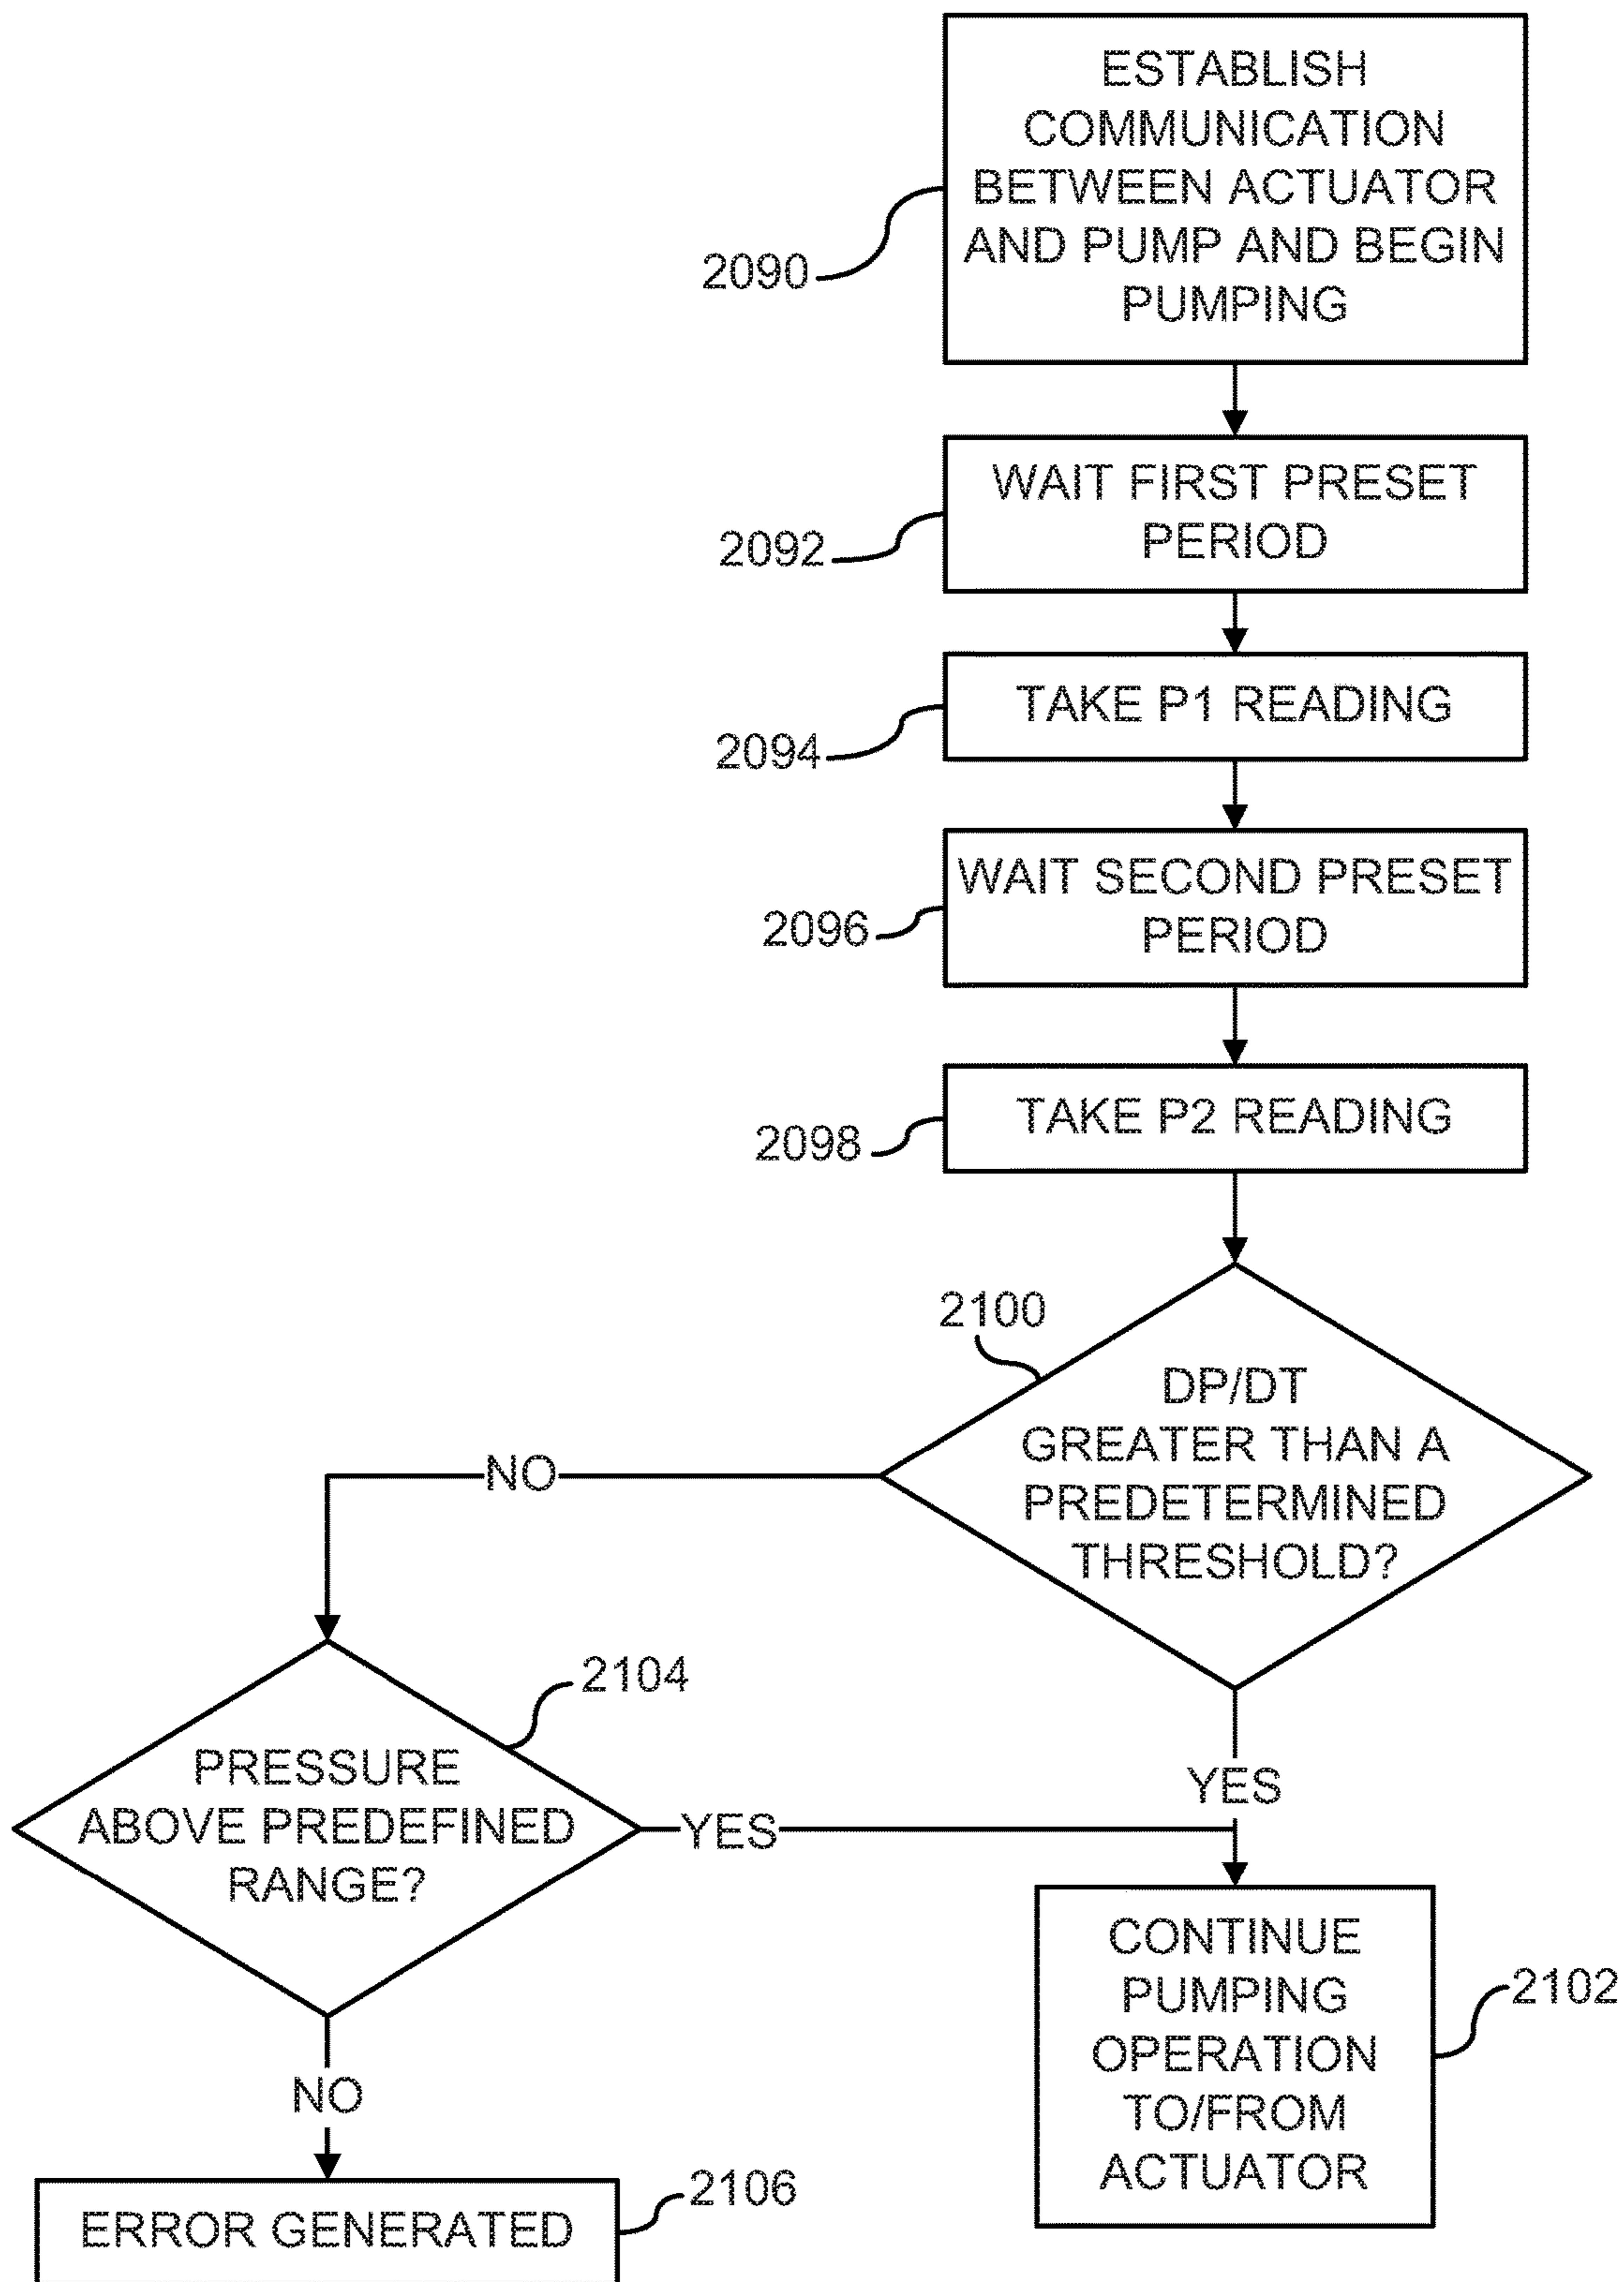 ESTABLISH
COMMUNICATION
BETWEEN ACTUATOR
AND PUMP AND BEGIN
PUMPING
2090
WAIT FIRST PRESET
PERIOD
2092
TAKE P1 READING
2094
WAIT SECOND PRESET
PERIOD
2096
TAKE P2 READING
2098
2100
DP/DT
GREATER THAN A
PREDETERMINED
THRESHOLD?
NO
YES
2104
PRESSURE
ABOVE PREDEFINED
RANGE?
YES
NO
CONTINUE
PUMPING
OPERATION
TO/FROM
ACTUATOR
2102
ERROR GENERATED
2106